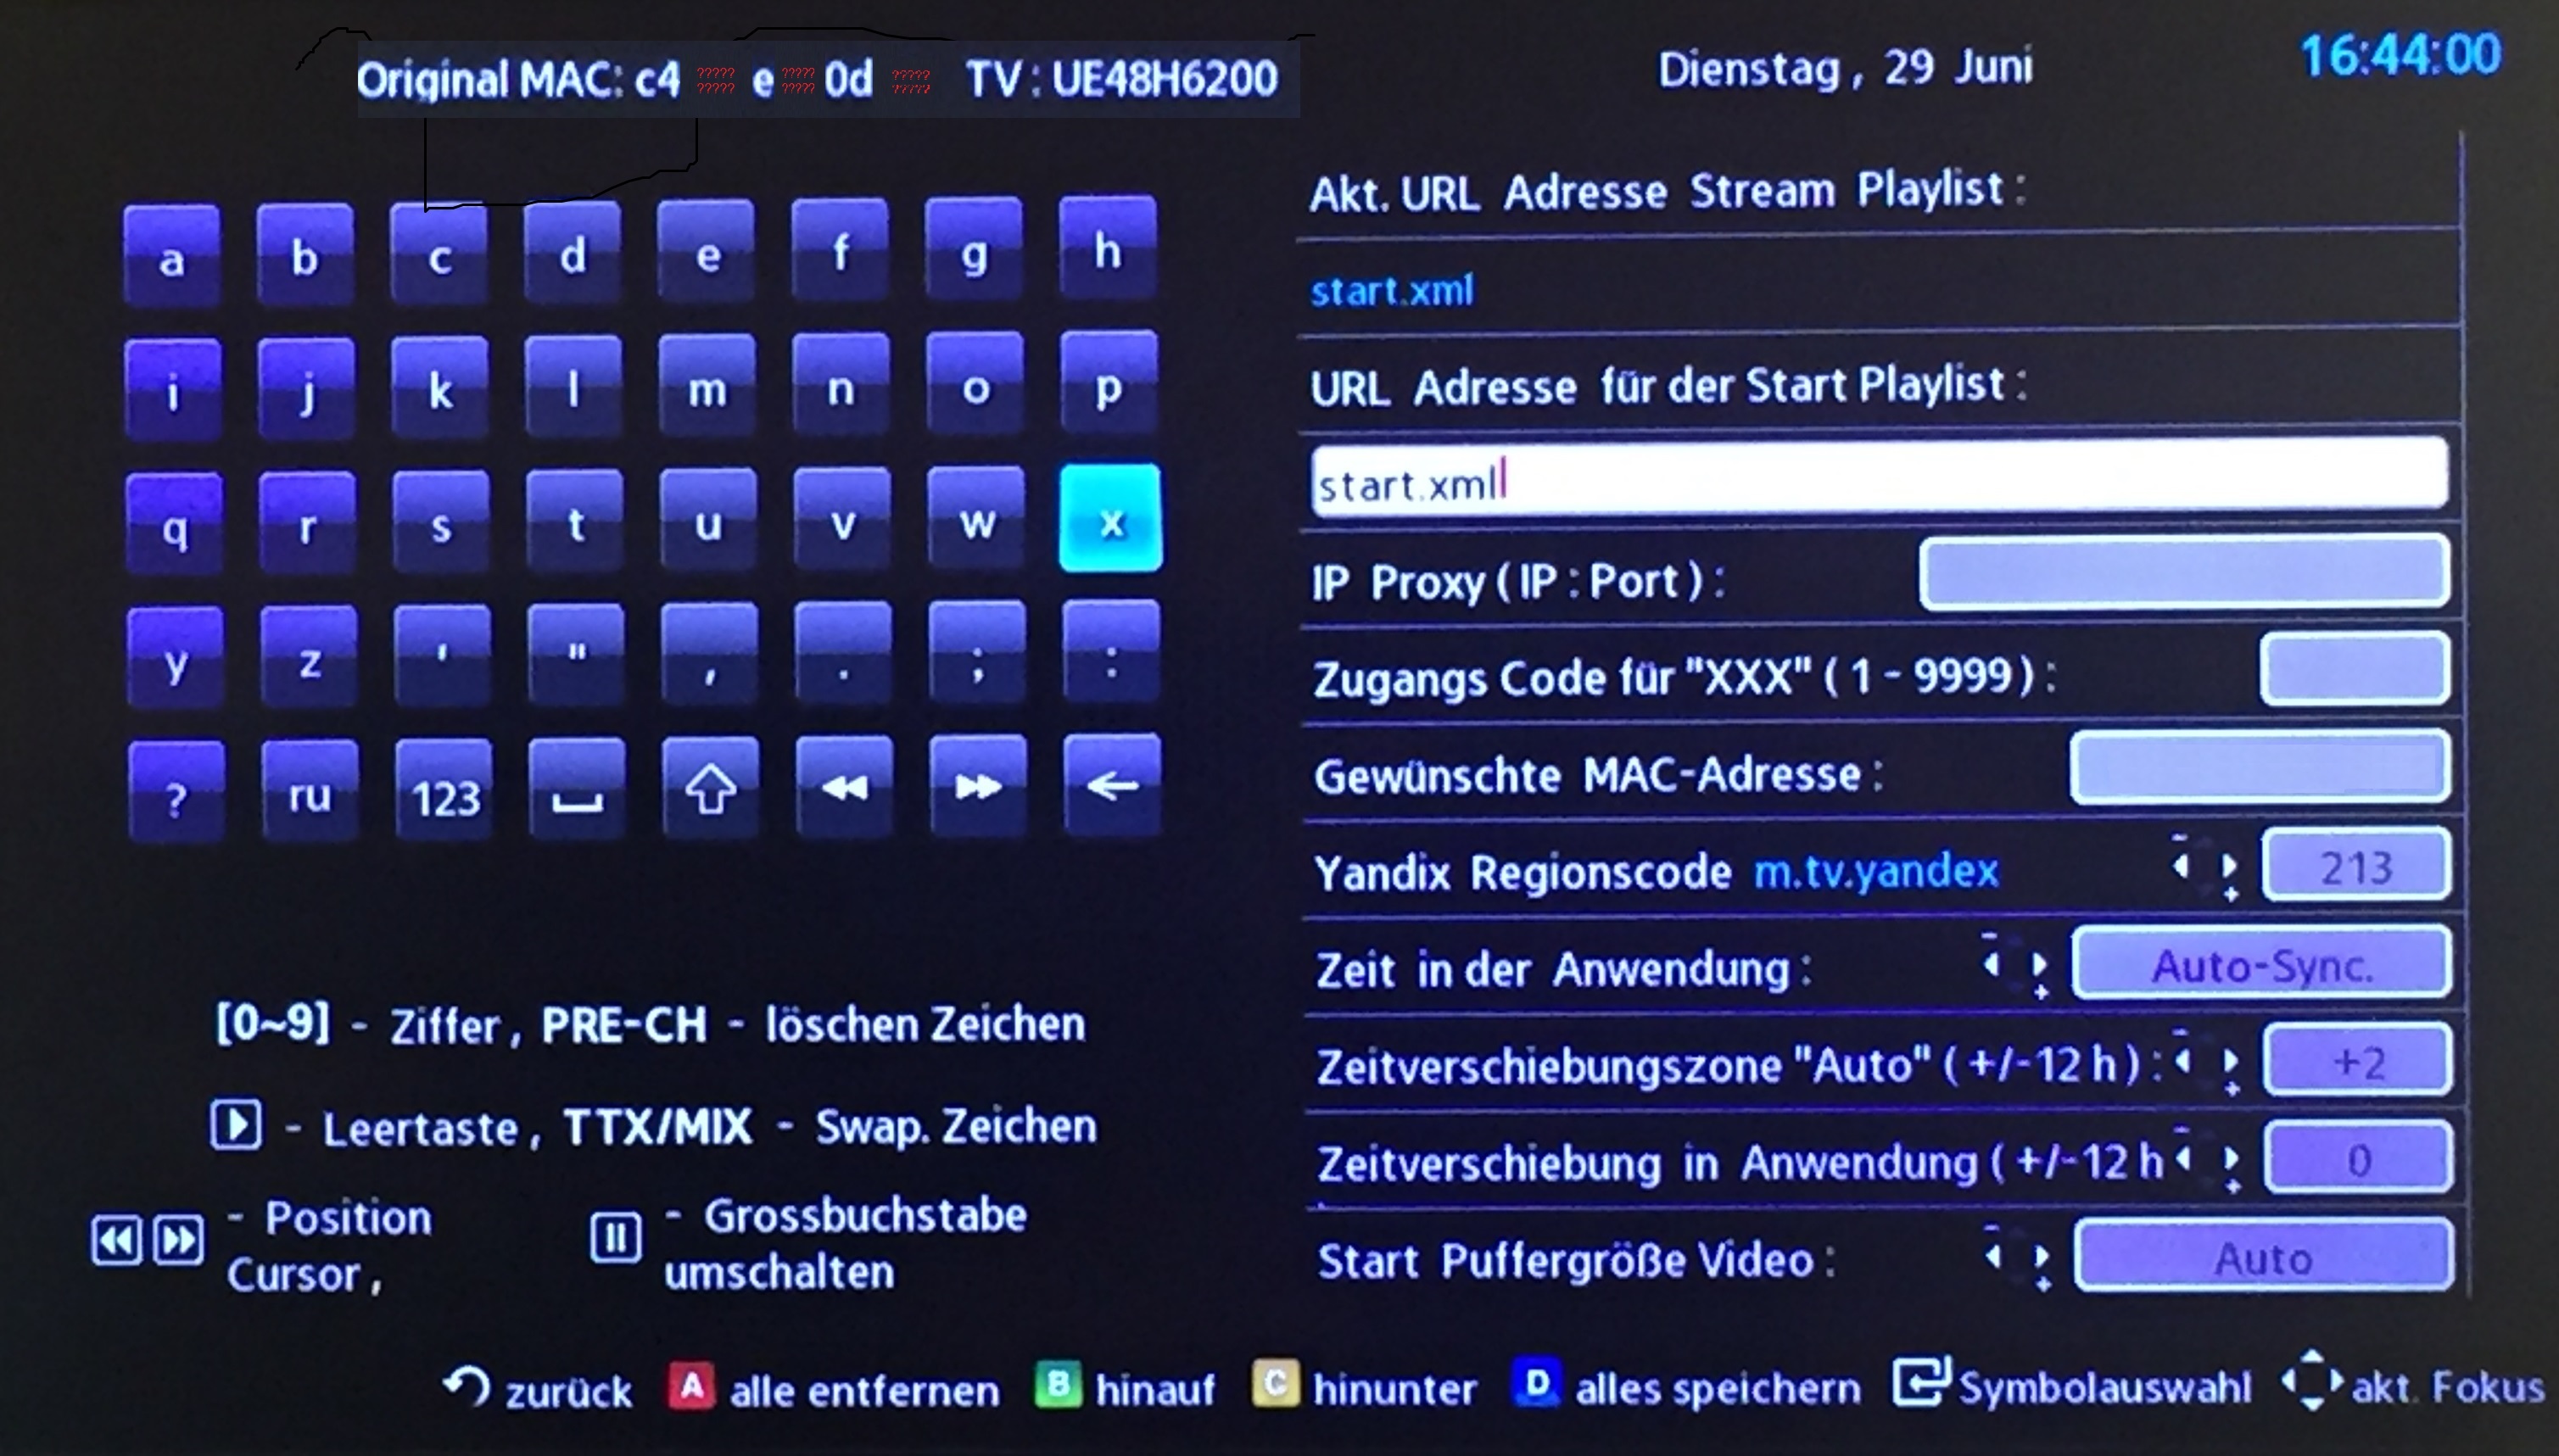 Original MAC: c4 ????? ????? e ????? ????? 0d ????? ????? TV : UE48H6200
Dienstag , 29 Juni
16:44:00
a b c d e f g h
i j k l m n o p
q r s t u v w x
y z ' " , . ; :
? ru 123
[0~9] - Ziffer , PRE-CH - löschen Zeichen
- Leertaste , TTX/MIX - Swap. Zeichen
- Position Cursor ,
- Grossbuchstabe umschalten
Akt. URL Adresse Stream Playlist :
start.xml
URL Adresse für der Start Playlist :
start.xml
IP Proxy ( IP : Port ) :
Zugangs Code für "XXX" ( 1 - 9999 ) :
Gewünschte MAC-Adresse :
Yandix Regionscode m.tv.yandex - + 213
Zeit in der Anwendung : - + Auto-Sync.
Zeitverschiebungszone "Auto" ( +/-12 h ) : - + +2
Zeitverschiebung in Anwendung ( +/-12 h - + 0
Start Puffergröße Video : - + Auto
zurück A alle entfernen B hinauf C hinunter D alles speichern Symbolauswahl akt. Fokus